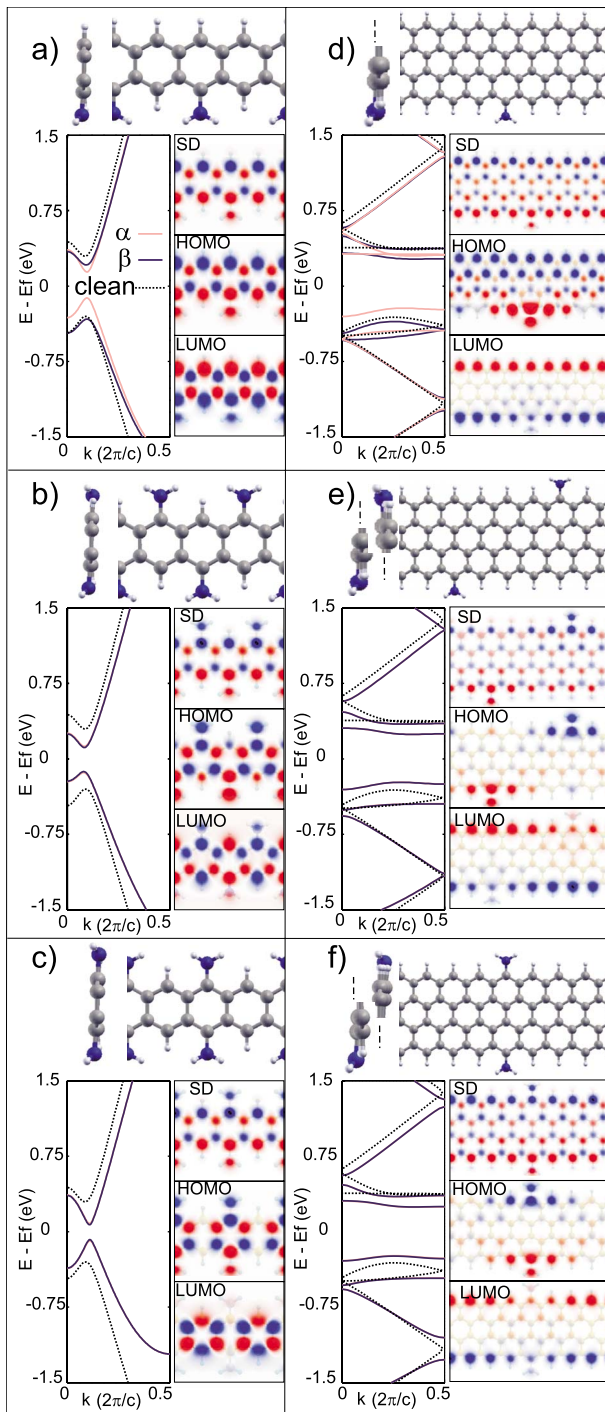 a)
1.5
0.75
0
-0.75
-1.5
E - Ef (eV)
α
β
clean
0
k (2π/c)
0.5
SD
HOMO
LUMO
d)
1.5
0.75
0
-0.75
-1.5
E - Ef (eV)
0
k (2π/c)
0.5
SD
HOMO
LUMO
b)
1.5
0.75
0
-0.75
-1.5
E - Ef (eV)
0
k (2π/c)
0.5
SD
HOMO
LUMO
e)
1.5
0.75
0
-0.75
-1.5
E - Ef (eV)
0
k (2π/c)
0.5
SD
HOMO
LUMO
c)
1.5
0.75
0
-0.75
-1.5
E - Ef (eV)
0
k (2π/c)
0.5
SD
HOMO
LUMO
f)
1.5
0.75
0
-0.75
-1.5
E - Ef (eV)
0
k (2π/c)
0.5
SD
HOMO
LUMO